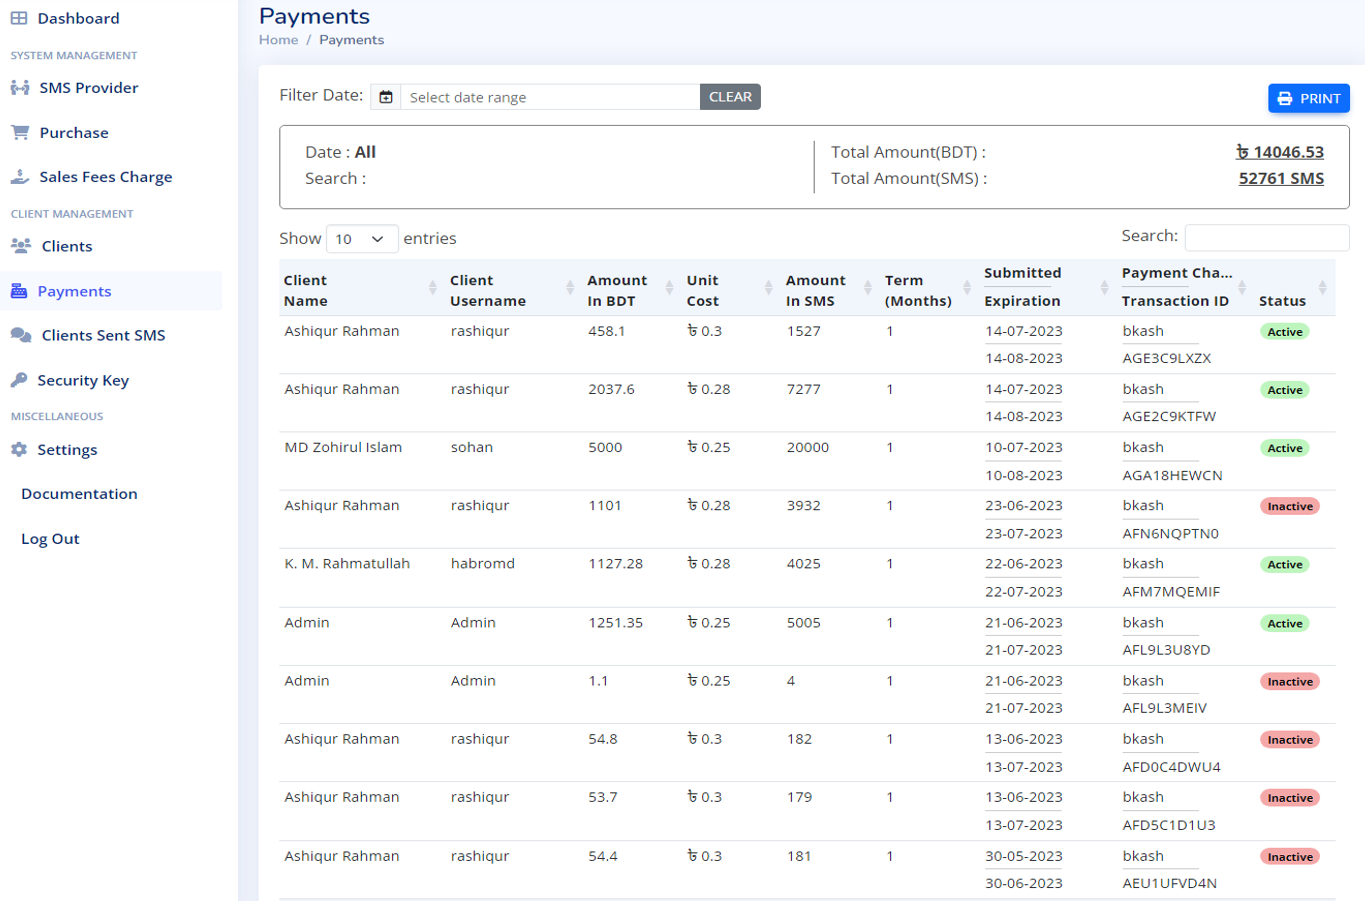 Dashboard
SYSTEM MANAGEMENT
SMS Provider
Purchase
Sales Fees Charge
CLIENT MANAGEMENT
Clients
Payments
Clients Sent SMS
Security Key
MISCELLANEOUS
Settings
Documentation
Log Out
Payments
Home / Payments
Filter Date: Select date range CLEAR
PRINT
Date : All
Search :
Total Amount(BDT) : ৳ 14046.53
Total Amount(SMS) : 52761 SMS
Show 10 entries
Search:
Client Name Client Username Amount In BDT Unit Cost Amount In SMS Term (Months) Submitted Expiration Payment Cha... Transaction ID Status
Ashiqur Rahman rashiqur 458.1 ৳ 0.3 1527 1 14-07-2023 bkash Active
14-08-2023 AGE3C9LXZX
Ashiqur Rahman rashiqur 2037.6 ৳ 0.28 7277 1 14-07-2023 bkash Active
14-08-2023 AGE2C9KTFW
MD Zohirul Islam sohan 5000 ৳ 0.25 20000 1 10-07-2023 bkash Active
10-08-2023 AGA18HEWCN
Ashiqur Rahman rashiqur 1101 ৳ 0.28 3932 1 23-06-2023 bkash Inactive
23-07-2023 AFN6NQPTN0
K. M. Rahmatullah habromd 1127.28 ৳ 0.28 4025 1 22-06-2023 bkash Active
22-07-2023 AFM7MQEMIF
Admin Admin 1251.35 ৳ 0.25 5005 1 21-06-2023 bkash Active
21-07-2023 AFL9L3U8YD
Admin Admin 1.1 ৳ 0.25 4 1 21-06-2023 bkash Inactive
21-07-2023 AFL9L3MEIV
Ashiqur Rahman rashiqur 54.8 ৳ 0.3 182 1 13-06-2023 bkash Inactive
13-07-2023 AFD0C4DWU4
Ashiqur Rahman rashiqur 53.7 ৳ 0.3 179 1 13-06-2023 bkash Inactive
13-07-2023 AFD5C1D1U3
Ashiqur Rahman rashiqur 54.4 ৳ 0.3 181 1 30-05-2023 bkash Inactive
30-06-2023 AEU1UFVD4N